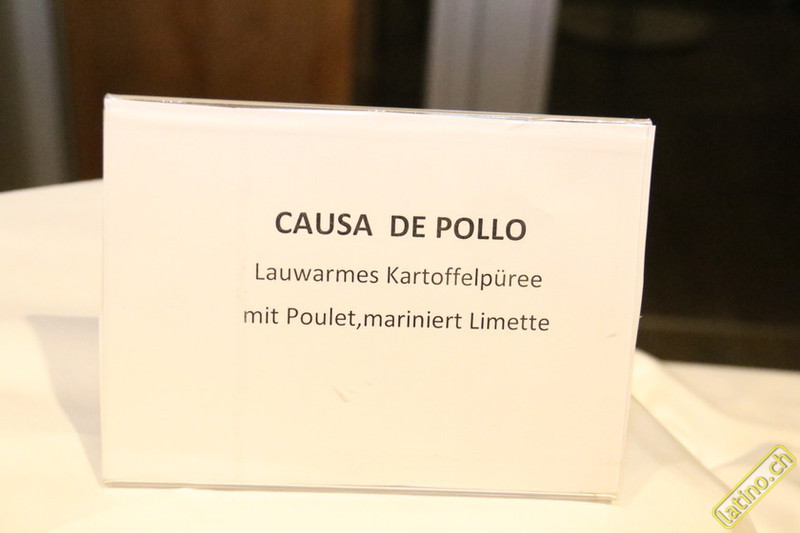 CAUSA DE POLLO
Lauwarmes Kartoffelpüree
mit Poulet,mariniert Limette
latino.ch